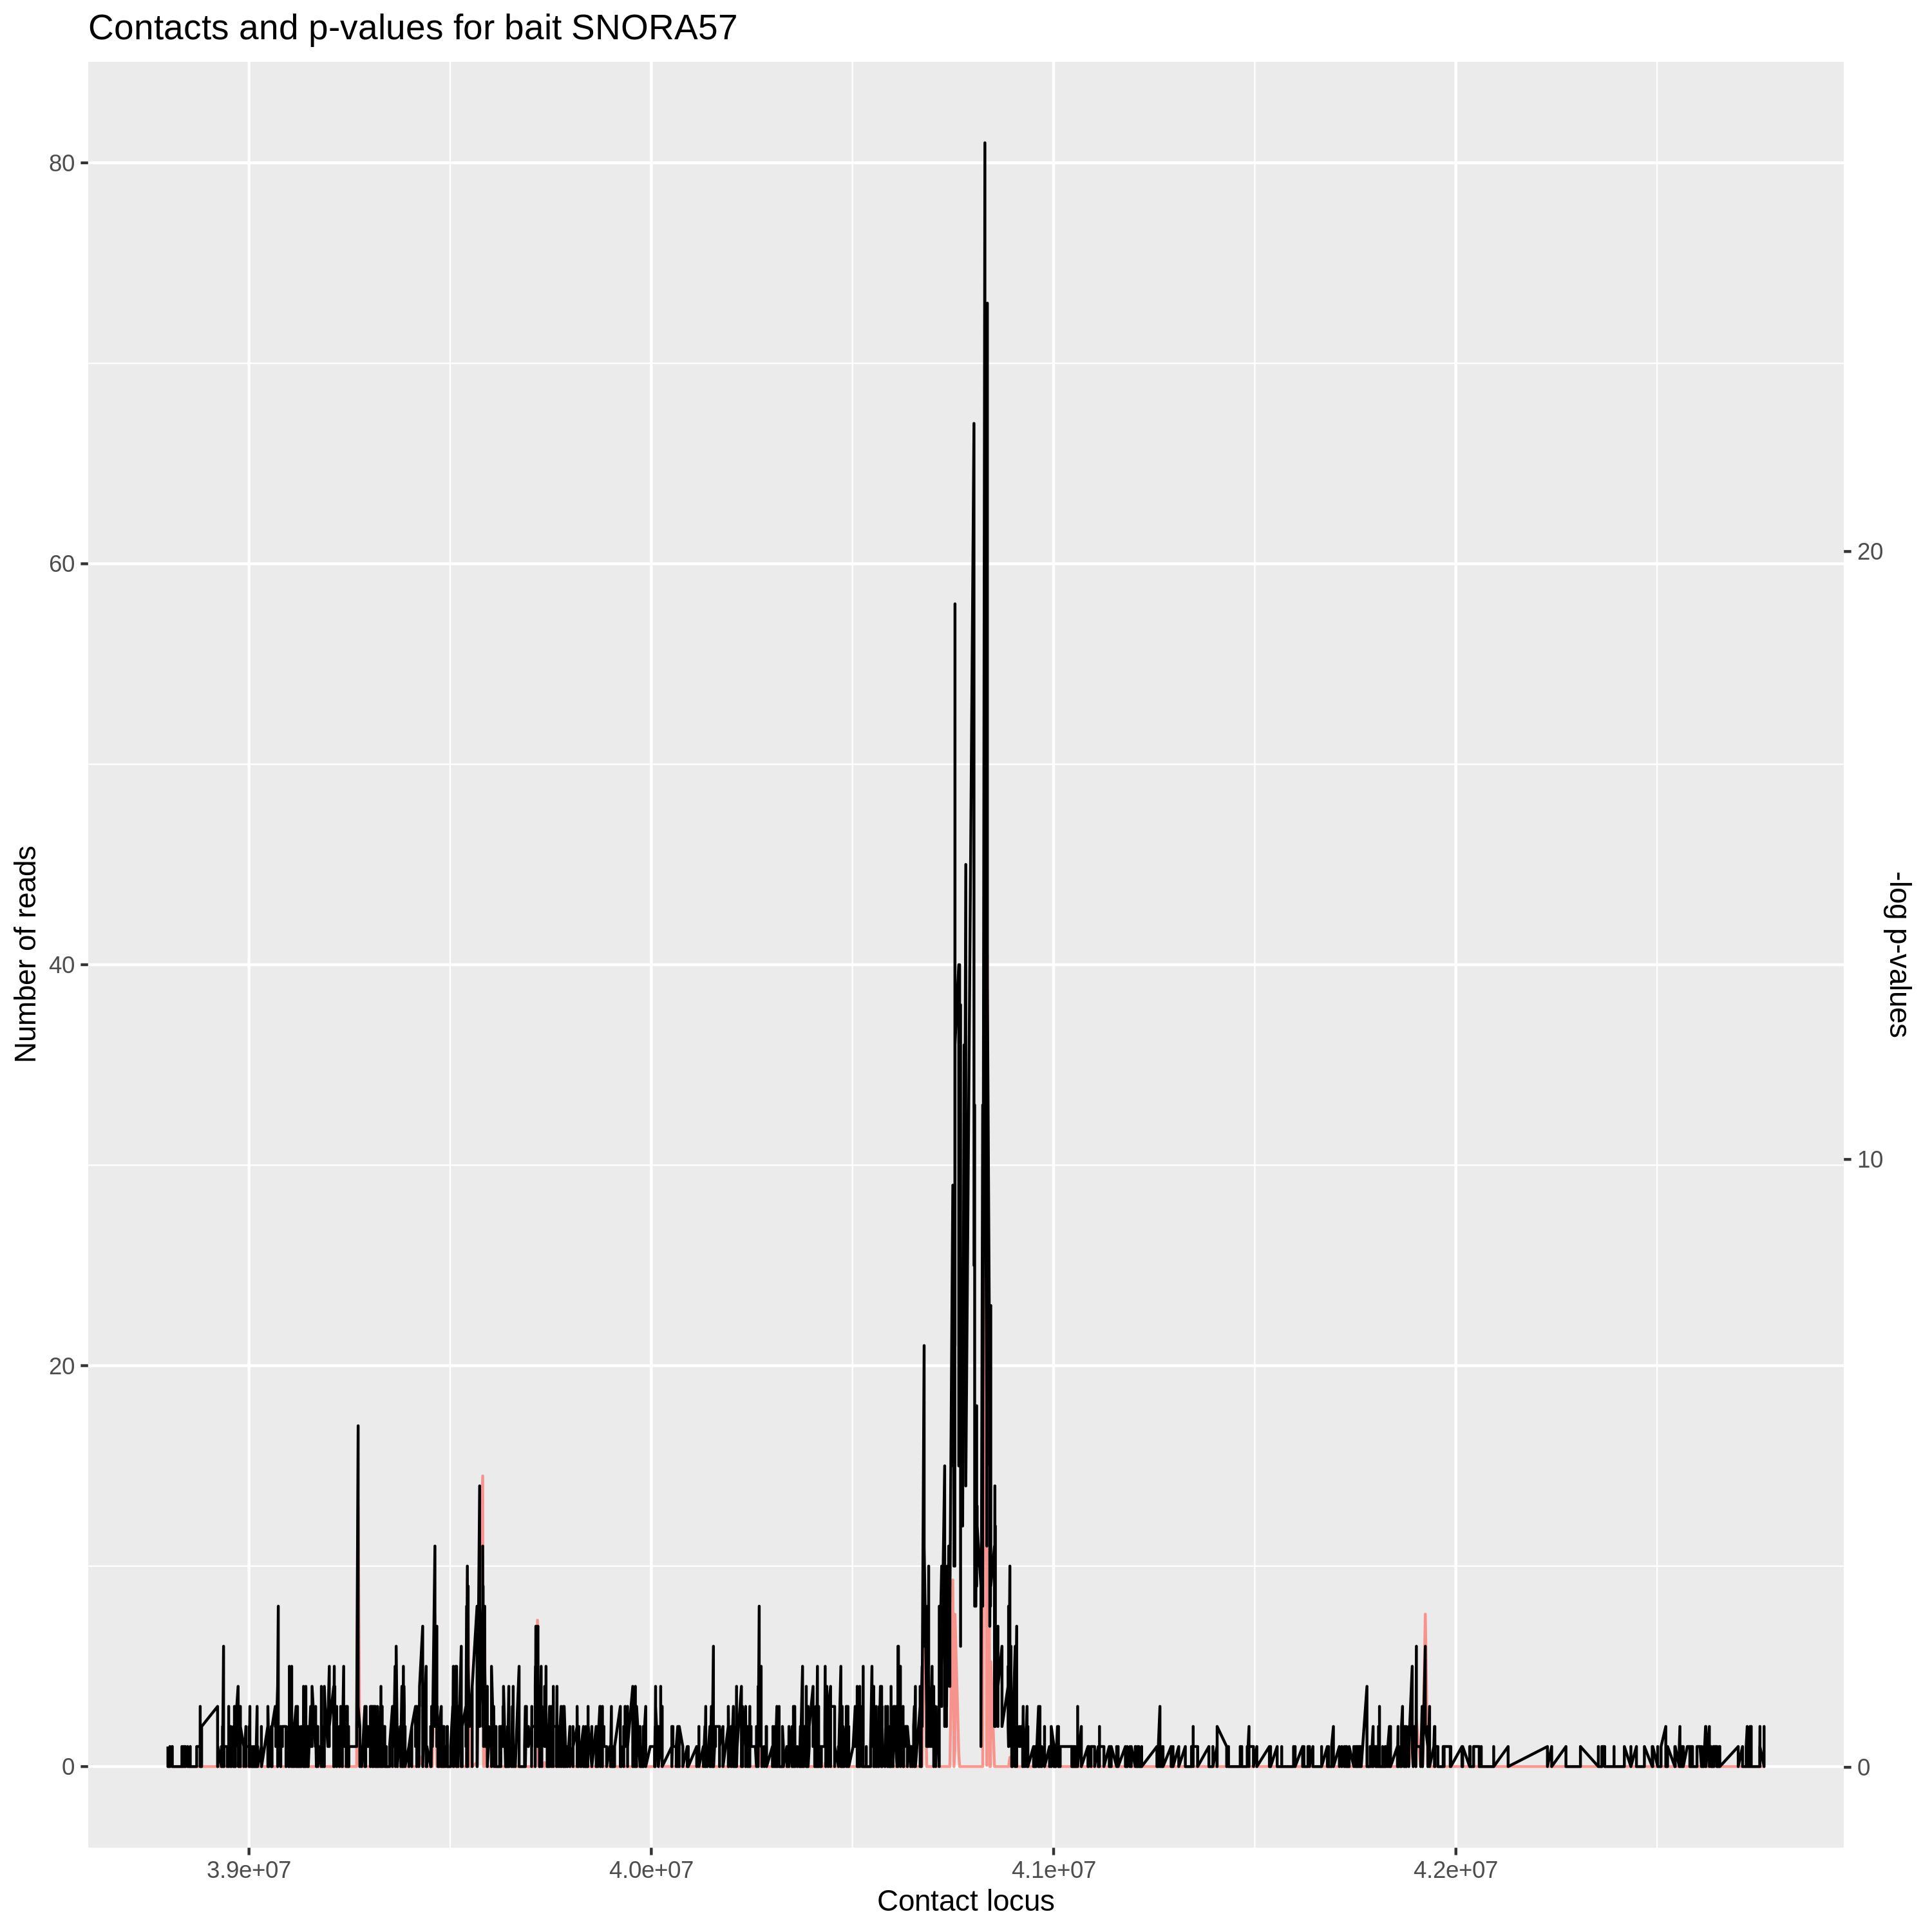 Contacts and p-values for bait SNORA57
80
60
40
20
0
Number of reads
20
10
0
-log p-values
3.9e+07
4.0e+07
4.1e+07
4.2e+07
Contact locus